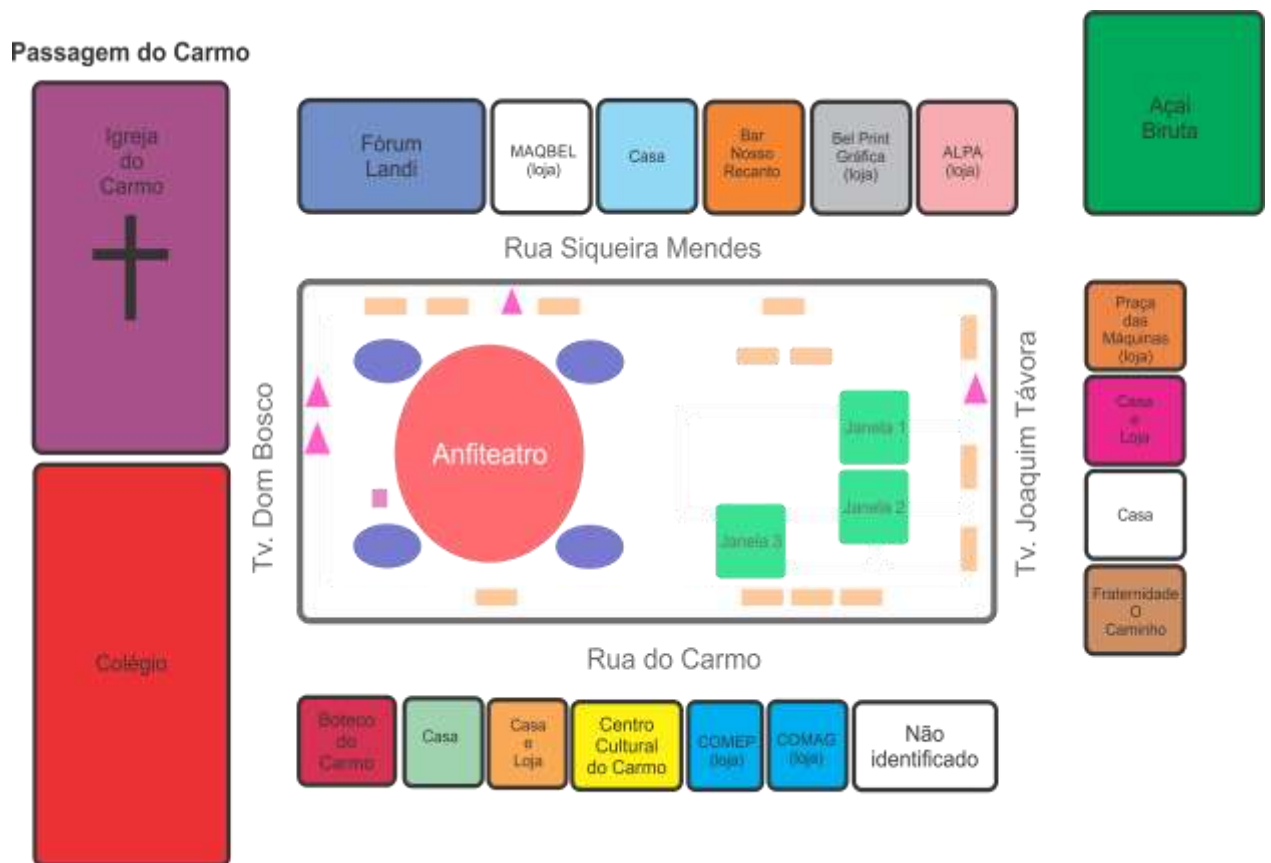 Passagem do Carmo
Igreja
do
Carmo
Fórum
Landi
MAQBEL
(loja)
Casa
Bar
Nosso
Recanto
Bel Print
Gráfica
(loja)
ALPA
(loja)
Açaí
Biruta
Rua Siqueira Mendes
Tv. Dom Bosco
Anfiteatro
Janela 1
Janela 2
Janela 3
Tv. Joaquim Távora
Praça
das
Máquinas
(loja)
Casa
e
Loja
Casa
Fraternidade
O
Caminho
Colégio
Rua do Carmo
Boteco
do
Carmo
Casa
Casa
e
Loja
Centro
Cultural
do Carmo
COMEP
(loja)
COMAG
(loja)
Não
identificado